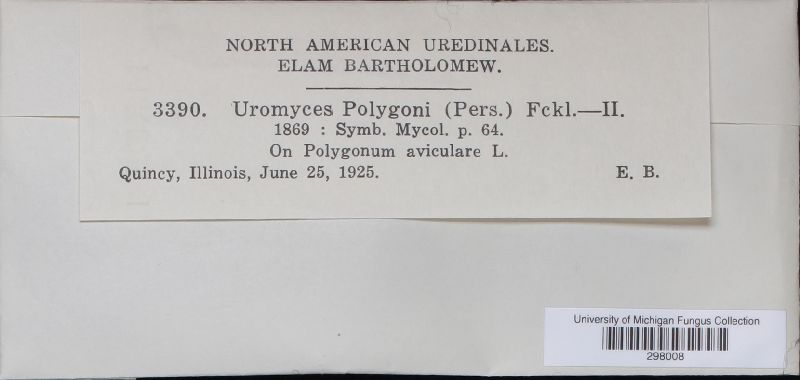 NORTH AMERICAN UREDINALES.
ELAM BARTHOLOMEW.
3390. Uromyces Polygoni (Pers.) Fckl.—II.
1869 : Symb. Mycol. p. 64.
On Polygonum aviculare L.
Quincy, Illinois, June 25, 1925. E. B.
University of Michigan Fungus Collection
298008